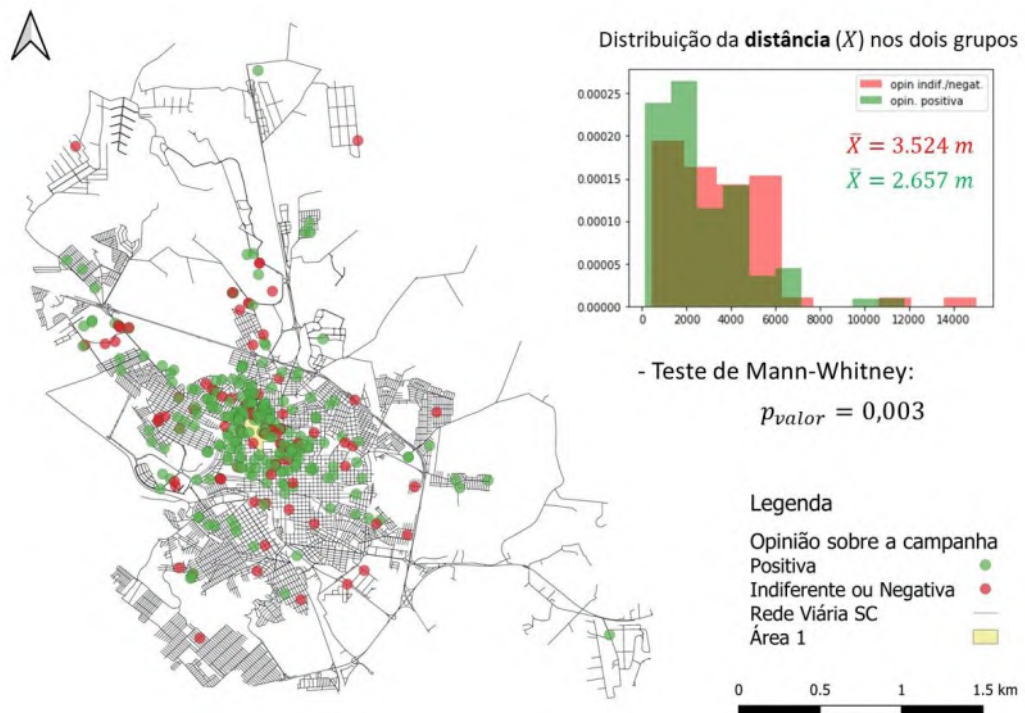 Distribuição da distância (X) nos dois grupos
opin indif./negat.
opin. positiva
0.00025
0.00020
0.00015
0.00010
0.00005
0.00000
X̄ = 3.524 m
X̄ = 2.657 m
0 2000 4000 6000 8000 10000 12000 14000
- Teste de Mann-Whitney:
p_valor = 0,003
Legenda
Opinião sobre a campanha
Positiva
Indiferente ou Negativa
Rede Viária SC
Área 1
0 0.5 1 1.5 km